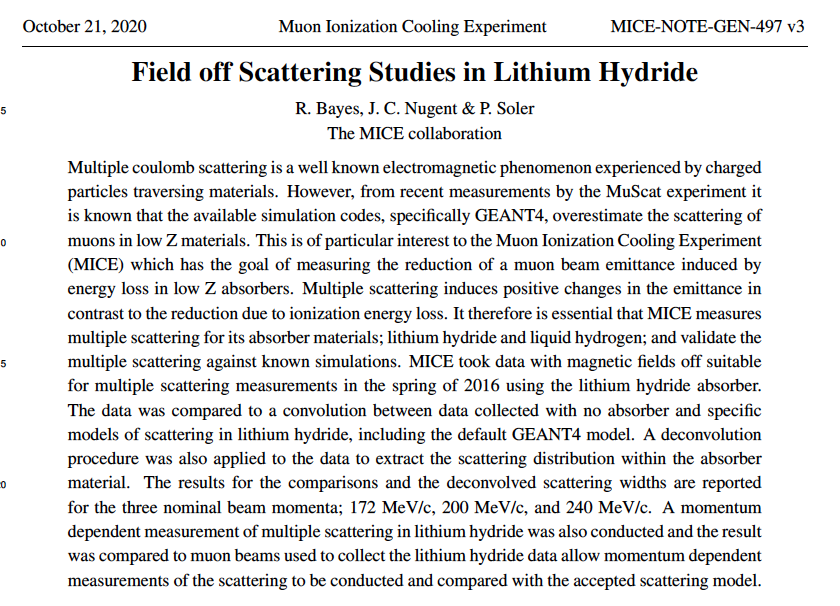 October 21, 2020 Muon Ionization Cooling Experiment MICE-NOTE-GEN-497 v3
Field off Scattering Studies in Lithium Hydride
5 R. Bayes, J. C. Nugent & P. Soler
The MICE collaboration
Multiple coulomb scattering is a well known electromagnetic phenomenon experienced by charged
particles traversing materials. However, from recent measurements by the MuScat experiment it
is known that the available simulation codes, specifically GEANT4, overestimate the scattering of
0 muons in low Z materials. This is of particular interest to the Muon Ionization Cooling Experiment
(MICE) which has the goal of measuring the reduction of a muon beam emittance induced by
energy loss in low Z absorbers. Multiple scattering induces positive changes in the emittance in
contrast to the reduction due to ionization energy loss. It therefore is essential that MICE measures
multiple scattering for its absorber materials; lithium hydride and liquid hydrogen; and validate the
5 multiple scattering against known simulations. MICE took data with magnetic fields off suitable
for multiple scattering measurements in the spring of 2016 using the lithium hydride absorber.
The data was compared to a convolution between data collected with no absorber and specific
models of scattering in lithium hydride, including the default GEANT4 model. A deconvolution
procedure was also applied to the data to extract the scattering distribution within the absorber
0 material. The results for the comparisons and the deconvolved scattering widths are reported
for the three nominal beam momenta; 172 MeV/c, 200 MeV/c, and 240 MeV/c. A momentum
dependent measurement of multiple scattering in lithium hydride was also conducted and the result
was compared to muon beams used to collect the lithium hydride data allow momentum dependent
measurements of the scattering to be conducted and compared with the accepted scattering model.